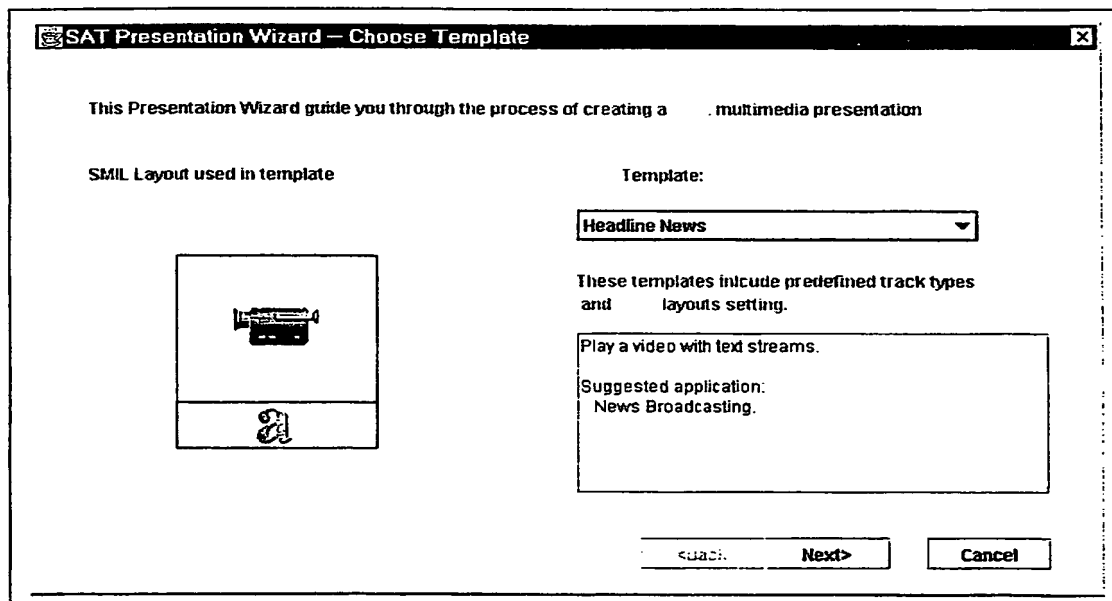 SAT Presentation Wizard — Choose Template
This Presentation Wizard guide you through the process of creating a . multimedia presentation
SMIL Layout used in template
Template:
Headline News
These templates inlcude predefined track types
and layouts setting.
Play a video with text streams.
Suggested application:
News Broadcasting.
a
Next>
Cancel